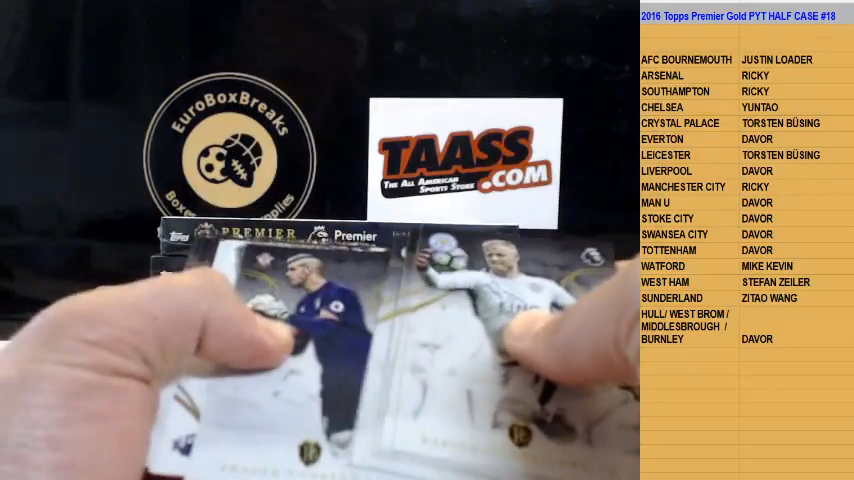 EuroBoxBreaks
TAASS
THE ALL AMERICAN
SPORTS STORE
.COM
Topps PREMIER Premier
2016 Topps Premier Gold PYT HALF CASE #18
AFC BOURNEMOUTH JUSTIN LOADER
ARSENAL RICKY
SOUTHAMPTON RICKY
CHELSEA YUNTAO
CRYSTAL PALACE TORSTEN BÜSING
EVERTON DAVOR
LEICESTER TORSTEN BÜSING
LIVERPOOL DAVOR
MANCHESTER CITY RICKY
MAN U DAVOR
STOKE CITY DAVOR
SWANSEA CITY DAVOR
TOTTENHAM DAVOR
WATFORD MIKE KEVIN
WEST HAM STEFAN ZEILER
SUNDERLAND ZITAO WANG
HULL/ WEST BROM /
MIDDLESBROUGH /
BURNLEY DAVOR